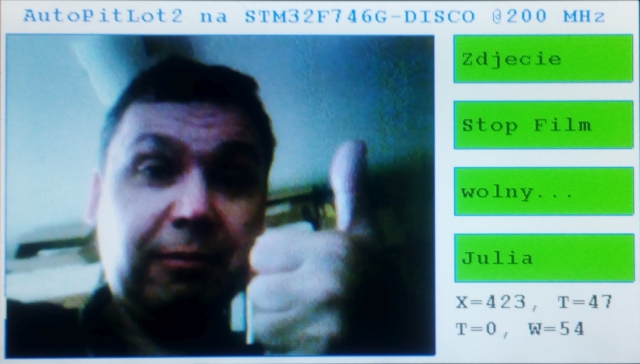 AutoPitLot2 na STM32F746G-DISCO @200 MHz
Zdjecie
Stop Film
wolny...
Julia
X=423, T=47
T=0, W=54